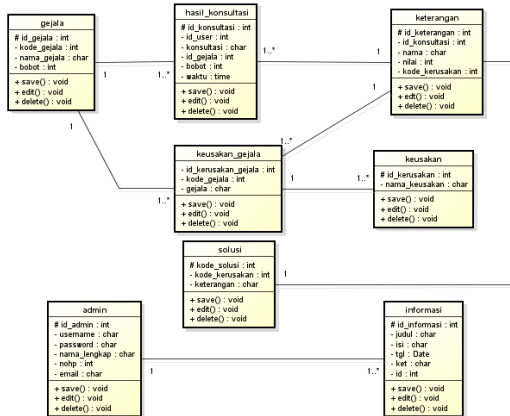 gejala
# id_gejala : int
- kode_gejala : int
- nama_gejala : char
- bobot : int
+ save() : void
+ edit() : void
+ delete() : void
hasil_konsultasi
# id_konsultasi : int
- id_user : int
- konsultasi : char
- id_gejala : int
- bobot : int
- waktu : time
+ save() : void
+ edit() : void
+ delete() : void
keterangan
# id_keterangan : int
- id_konsultasi : int
- nama : char
- nilai : int
- kode_kerusakan : int
+ save() : void
+ edt() : void
+ delete() : void
1
1..*
1..*
1
1
1..*
1
1..*
keusakan_gejala
- id_kerusakan_gejala : int
- kode_gejala : int
- gejala : char
+ save() : void
+ edit() : void
+ delete() : void
1
1..*
keusakan
# id_kerusakan : int
- nama_keusakan : char
+ save() : void
+ edit() : void
+ delete() : void
solusi
# kode_solusi : int
- kode_kerusakan : int
- keterangan : char
+ save() : void
+ edit() : void
+ delete() : void
1
admin
# id_admin : int
- username : char
- password : char
- nama_lengkap : char
- nohp : int
- email : char
+ save() : void
+ edit() : void
+ delete() : void
1
1..*
informasi
# id_informasi : int
- judul : char
- isi : char
- tgl : Date
- ket : char
- id : int
+ save() : void
+ edit() : void
+ delete() : void